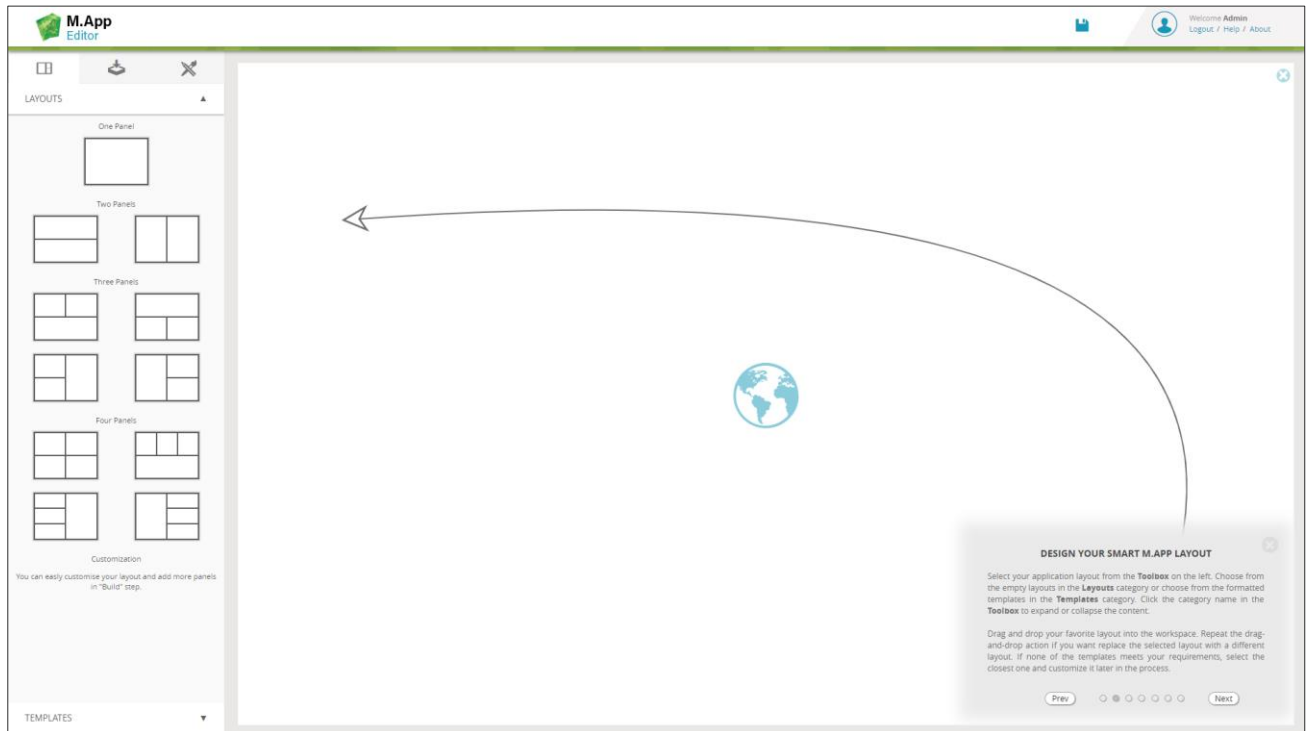 M.App
Editor
Welcome Admin
Logout / Help / About
LAYOUTS
One Panel
Two Panels
Three Panels
Four Panels
Customization
You can easly customise your layout and add more panels
in "Build" step.
TEMPLATES
DESIGN YOUR SMART M.APP LAYOUT
Select your application layout from the Toolbox on the left. Choose from
the empty layouts in the Layouts category or choose from the formatted
templates in the Templates category. Click the category name in the
Toolbox to expand or collapse the content.
Drag and drop your favorite layout into the workspace. Repeat the drag-
and-drop action if you want replace the selected layout with a different
layout. If none of the templates meets your requirements, select the
closest one and customize it later in the process.
Prev
Next